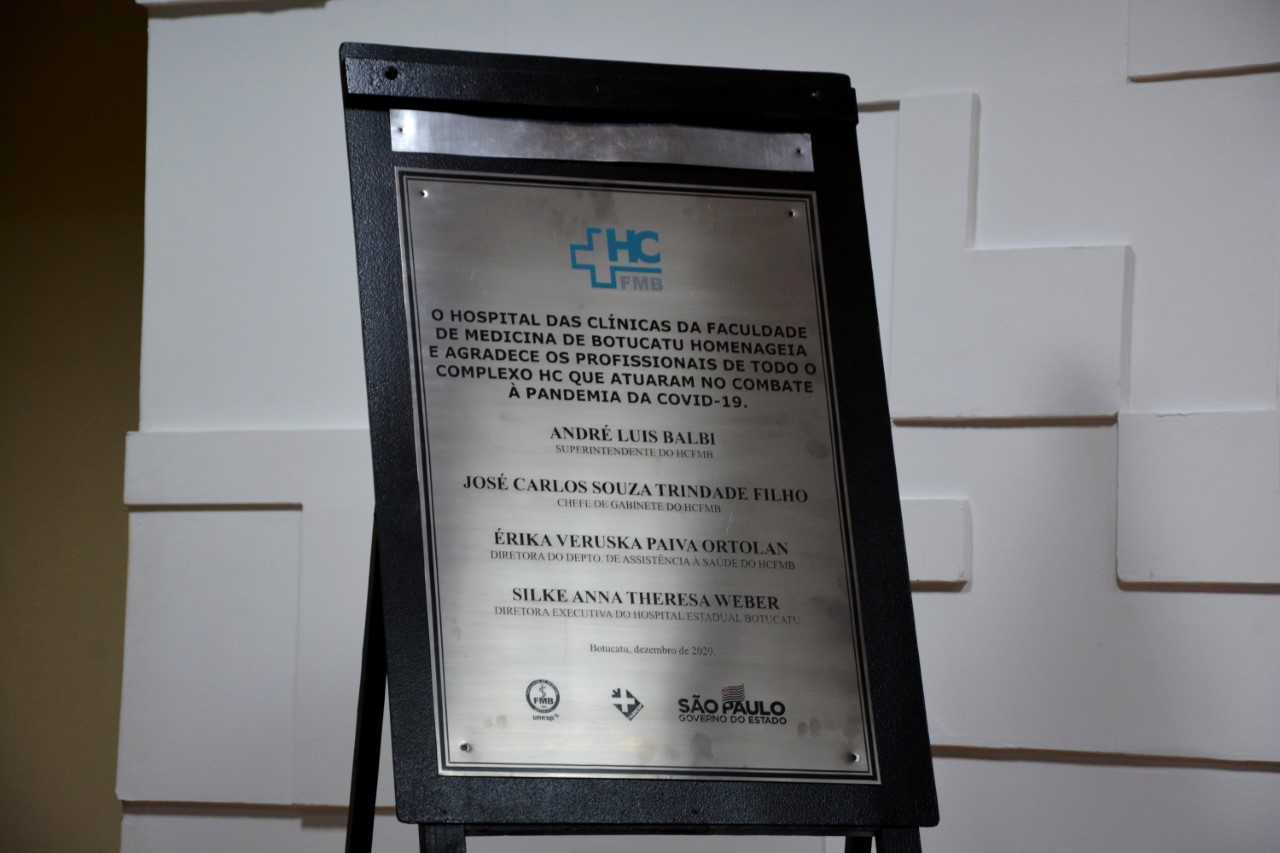 HC
FMB
O HOSPITAL DAS CLÍNICAS DA FACULDADE
DE MEDICINA DE BOTUCATU HOMENAGEIA
E AGRADECE OS PROFISSIONAIS DE TODO O
COMPLEXO HC QUE ATUARAM NO COMBATE
À PANDEMIA DA COVID-19.
ANDRÉ LUIS BALBI
SUPERINTENDENTE DO HCFMB
JOSÉ CARLOS SOUZA TRINDADE FILHO
CHEFE DE GABINETE DO HCFMB
ÉRIKA VERUSKA PAIVA ORTOLAN
DIRETORA DO DEPTO. DE ASSISTÊNCIA À SAÚDE DO HCFMB
SILKE ANNA THERESA WEBER
DIRETORA EXECUTIVA DO HOSPITAL ESTADUAL BOTUCATU
Botucatu, dezembro de 2020.
FMB
unesp
SÃO PAULO
GOVERNO DO ESTADO